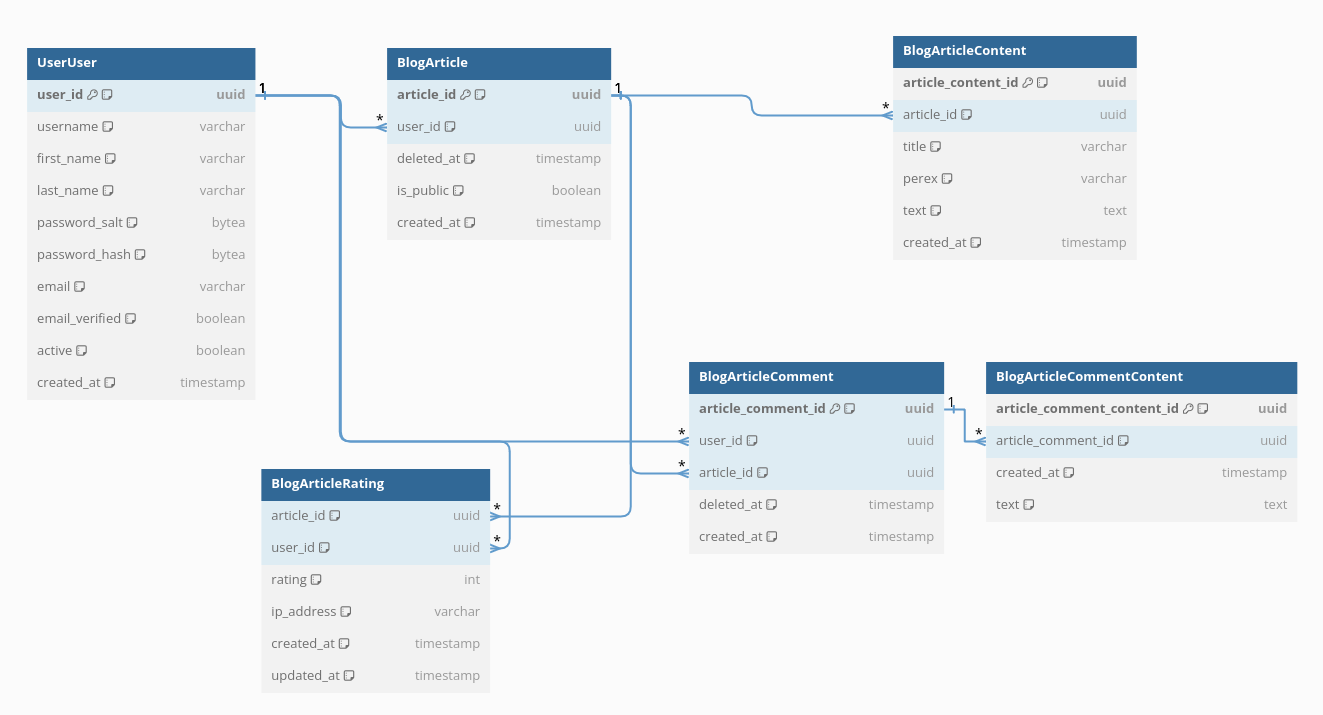 UserUser
user_id uuid
username varchar
first_name varchar
last_name varchar
password_salt bytea
password_hash bytea
email varchar
email_verified boolean
active boolean
created_at timestamp
1
*
BlogArticle
article_id uuid
user_id uuid
deleted_at timestamp
is_public boolean
created_at timestamp
1
*
BlogArticleContent
article_content_id uuid
article_id uuid
title varchar
perex varchar
text text
created_at timestamp
BlogArticleRating
article_id uuid
user_id uuid
rating int
ip_address varchar
created_at timestamp
updated_at timestamp
*
*
*
*
BlogArticleComment
article_comment_id uuid
user_id uuid
article_id uuid
deleted_at timestamp
created_at timestamp
1
*
BlogArticleCommentContent
article_comment_content_id uuid
article_comment_id uuid
created_at timestamp
text text